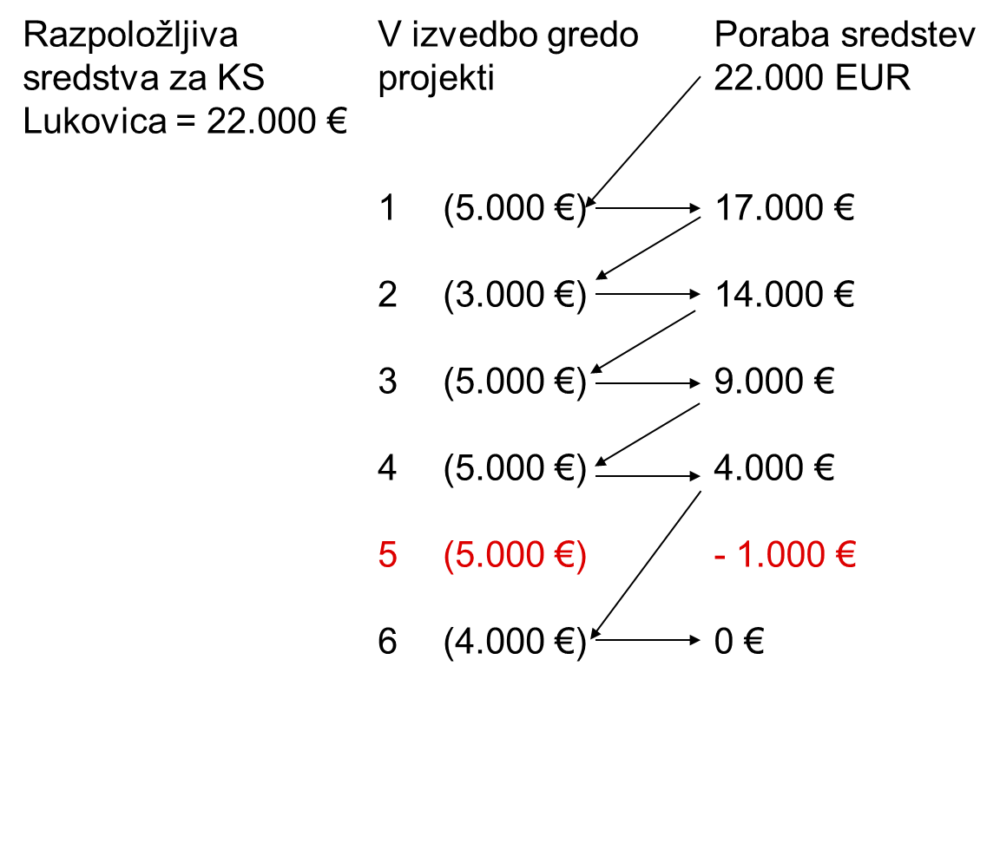 Razpoložljiva
sredstva za KS
Lukovica = 22.000 €
V izvedbo gredo
projekti
Poraba sredstev
22.000 EUR
1 (5.000 €) 17.000 €
2 (3.000 €) 14.000 €
3 (5.000 €) 9.000 €
4 (5.000 €) 4.000 €
5 (5.000 €) - 1.000 €
6 (4.000 €) 0 €